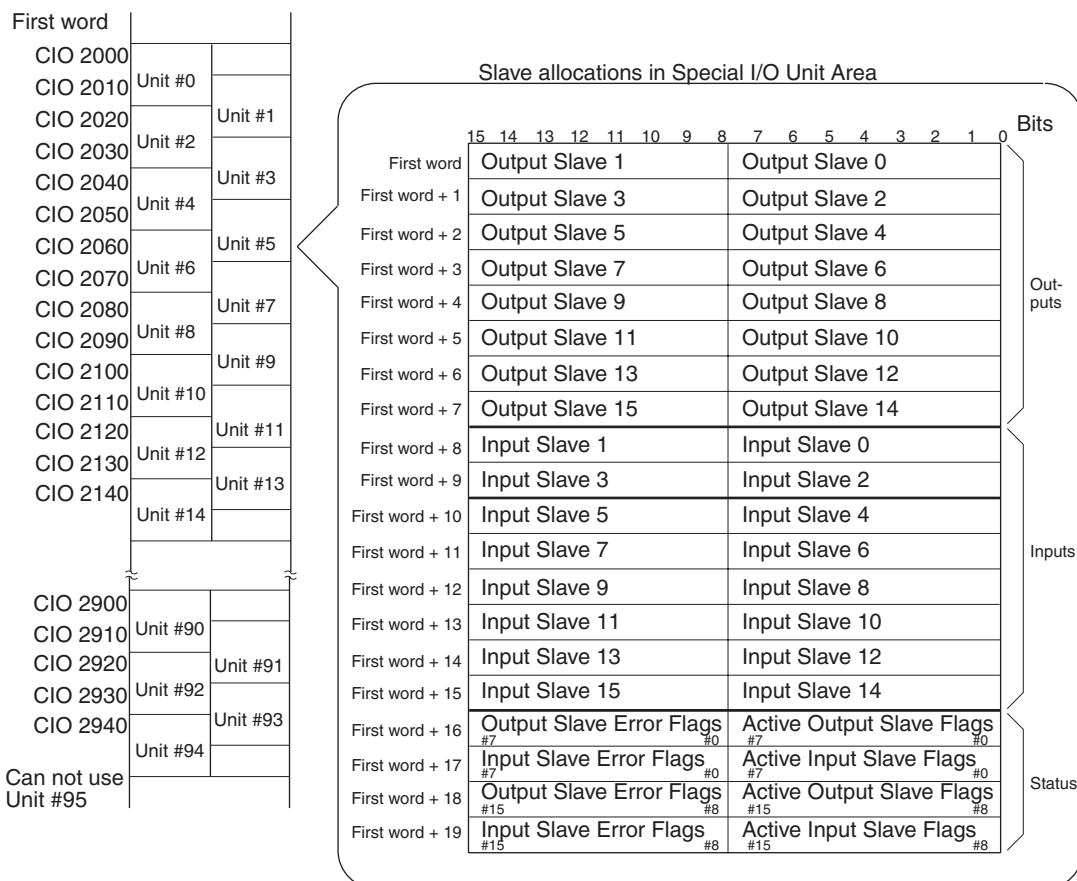 First word
CIO 2000
CIO 2010
CIO 2020
CIO 2030
CIO 2040
CIO 2050
CIO 2060
CIO 2070
CIO 2080
CIO 2090
CIO 2100
CIO 2110
CIO 2120
CIO 2130
CIO 2140
CIO 2900
CIO 2910
CIO 2920
CIO 2930
CIO 2940
Can not use
Unit #95
Unit #0
Unit #2
Unit #4
Unit #6
Unit #8
Unit #10
Unit #12
Unit #14
Unit #90
Unit #92
Unit #94
Unit #1
Unit #3
Unit #5
Unit #7
Unit #9
Unit #11
Unit #13
Unit #91
Unit #93
Slave allocations in Special I/O Unit Area
15 14 13 12 11 10 9 8 7 6 5 4 3 2 1 0 Bits
First word Output Slave 1 Output Slave 0
First word + 1 Output Slave 3 Output Slave 2
First word + 2 Output Slave 5 Output Slave 4
First word + 3 Output Slave 7 Output Slave 6
First word + 4 Output Slave 9 Output Slave 8
First word + 5 Output Slave 11 Output Slave 10
First word + 6 Output Slave 13 Output Slave 12
First word + 7 Output Slave 15 Output Slave 14
Out-
puts
First word + 8 Input Slave 1 Input Slave 0
First word + 9 Input Slave 3 Input Slave 2
First word + 10 Input Slave 5 Input Slave 4
First word + 11 Input Slave 7 Input Slave 6
First word + 12 Input Slave 9 Input Slave 8
First word + 13 Input Slave 11 Input Slave 10
First word + 14 Input Slave 13 Input Slave 12
First word + 15 Input Slave 15 Input Slave 14
Inputs
First word + 16 Output Slave Error Flags Active Output Slave Flags
#7 #0 #7 #0
First word + 17 Input Slave Error Flags Active Input Slave Flags
#7 #0 #7 #0
First word + 18 Output Slave Error Flags Active Output Slave Flags
#15 #8 #15 #8
First word + 19 Input Slave Error Flags Active Input Slave Flags
#15 #8 #15 #8
Status